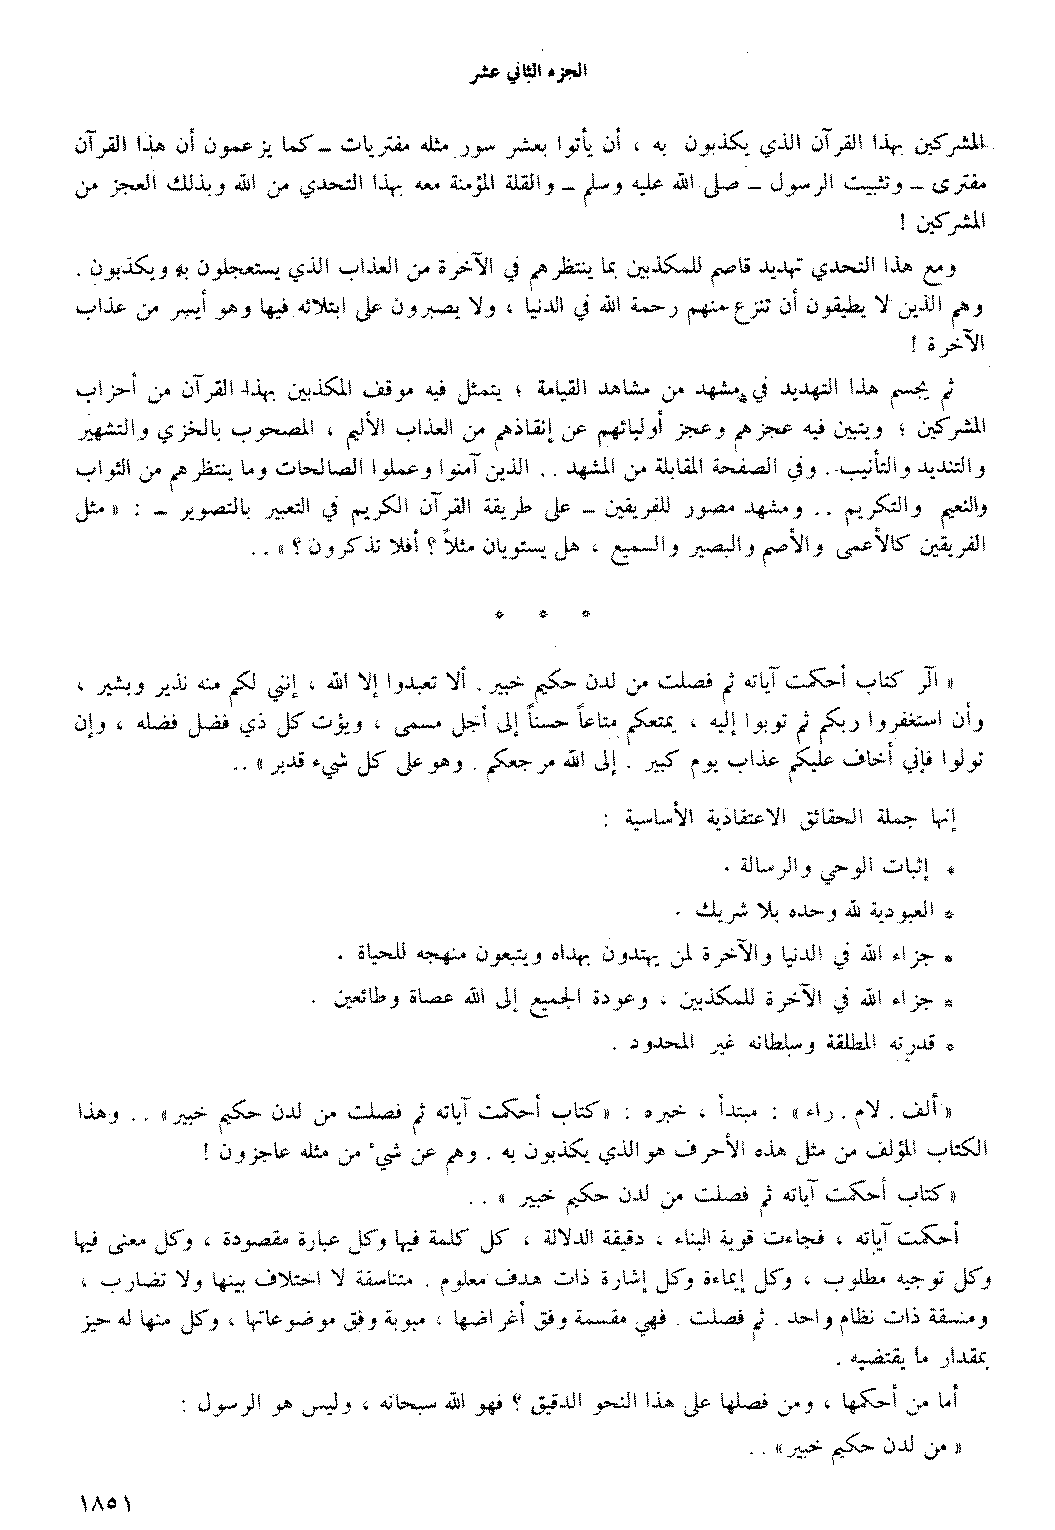 الجزء الثاني عشر
المشركين بهذا القرآن الذي يكذبون به ، أن يأتوا بعشر سور مثله مفتريات – كما يزعمون أن هذا القرآن
مفترى – وتثبيت الرسول – صلى الله عليه وسلم – والقلة المؤمنة معه بهذا التحدي من الله وبذلك العجز من
المشركين !
ومع هذا التحدي تهديد قاصم للمكذبين بما ينتظرهم في الآخرة من العذاب الذي يستعجلون به ويكذبون .
وهم الذين لا يطيقون أن تنزع منهم رحمة الله في الدنيا ، ولا يصبرون على ابتلائه فيها وهو أيسر من عذاب
الآخرة !
ثم يجسم هذا التهديد في مشهد من مشاهد القيامة ؛ يتمثل فيه موقف المكذبين بهذا القرآن من أحزاب
المشركين ؛ ويتبين فيه عجزهم وعجز أوليائهم عن إنقاذهم من العذاب الأليم ، المصحوب بالخزي والتشهير
والتنديد والتأنيب . . وفي الصفحة المقابلة من المشهد . . الذين آمنوا وعملوا الصالحات وما ينتظرهم من الثواب
والنعيم والتكريم . . ومشهد مصور للفريقين – على طريقة القرآن الكريم في التعبير بالتصوير – : « مثل
الفريقين كالأعمى والأصم والبصير والسميع ، هل يستويان مثلاً ؟ أفلا تذكرون ؟ » . .
* * *
« آلر كتاب أحكمت آياته ثم فصلت من لدن حكيم خبير . ألا تعبدوا إلا الله ، إنني لكم منه نذير وبشير ،
وأن استغفروا ربكم ثم توبوا إليه ، يمتعكم متاعاً حسناً إلى أجل مسمى ، ويؤت كل ذي فضل فضله ، وإن
تولوا فإني أخاف عليكم عذاب يوم كبير . إلى الله مرجعكم . وهو على كل شيء قدير » . .
إنها جملة الحقائق الاعتقادية الأساسية :
* إثبات الوحي والرسالة .
* العبودية لله وحده بلا شريك .
* جزاء الله في الدنيا والآخرة لمن يهتدون بهداه ويتبعون منهجه للحياة .
* جزاء الله في الآخرة للمكذبين ، وعودة الجميع إلى الله عصاة وطائعين .
* قدرته المطلقة وسلطانه غير المحدود .
« ألف . لام . راء » : مبتدأ ، خبره : « كتاب أحكمت آياته ثم فصلت من لدن حكيم خبير » . . وهذا
الكتاب المؤلف من مثل هذه الأحرف هو الذي يكذبون به . وهم عن شيء من مثله عاجزون !
« كتاب أحكمت آياته ثم فصلت من لدن حكيم خبير » . .
أحكمت آياته ، فجاءت قوية البناء ، دقيقة الدلالة ، كل كلمة فيها وكل عبارة مقصودة ، وكل معنى فيها
وكل توجيه مطلوب ، وكل إيماءة وكل إشارة ذات هدف معلوم . متناسقة لا اختلاف بينها ولا تضارب ،
ومنسقة ذات نظام واحد . ثم فصلت . فهي مقسمة وفق أغراضها ، مبوبة وفق موضوعاتها ، وكل منها له حيز
بمقدار ما يقتضيه .
أما من أحكمها ، ومن فصلها على هذا النحو الدقيق ؟ فهو الله سبحانه ، وليس هو الرسول :
« من لدن حكيم خبير » . .
١٨٥١